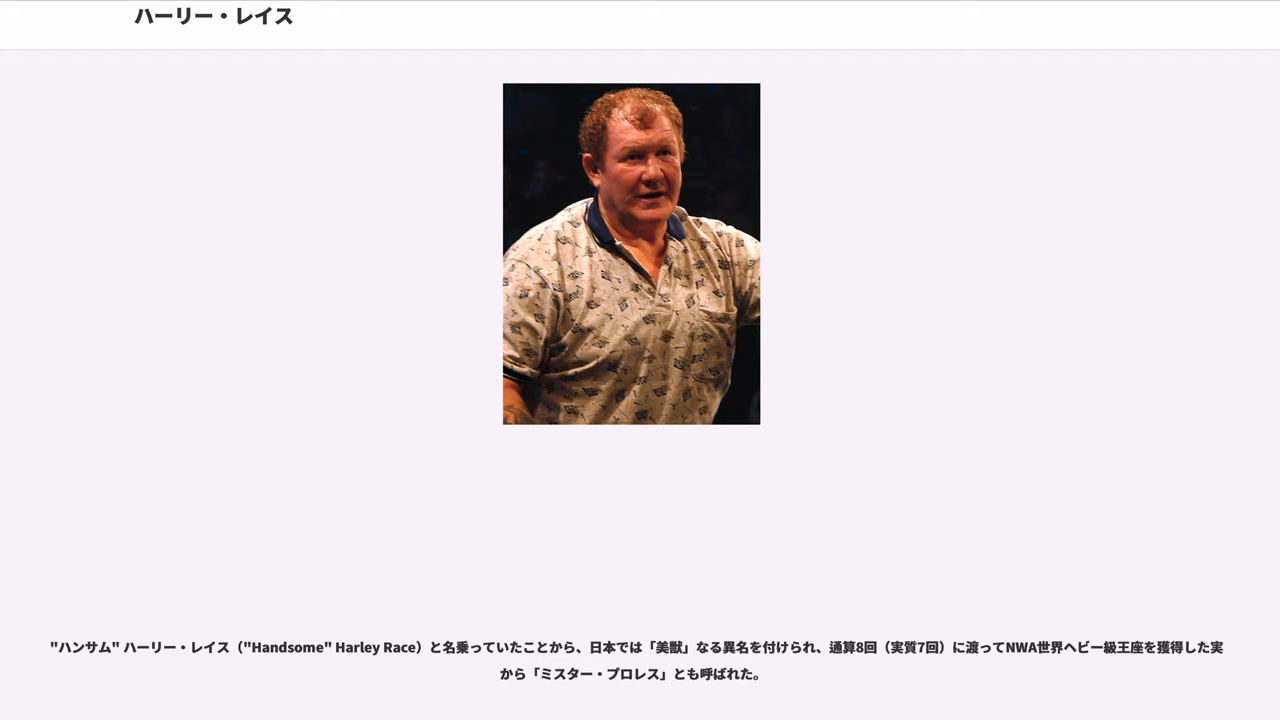 ハーリー・レイス
"ハンサム" ハーリー・レイス（"Handsome" Harley Race）と名乗っていたことから、日本では「美獣」なる異名を付けられ、通算8回（実質7回）に渡ってNWA世界ヘビー級王座を獲得した実
から「ミスター・プロレス」とも呼ばれた。